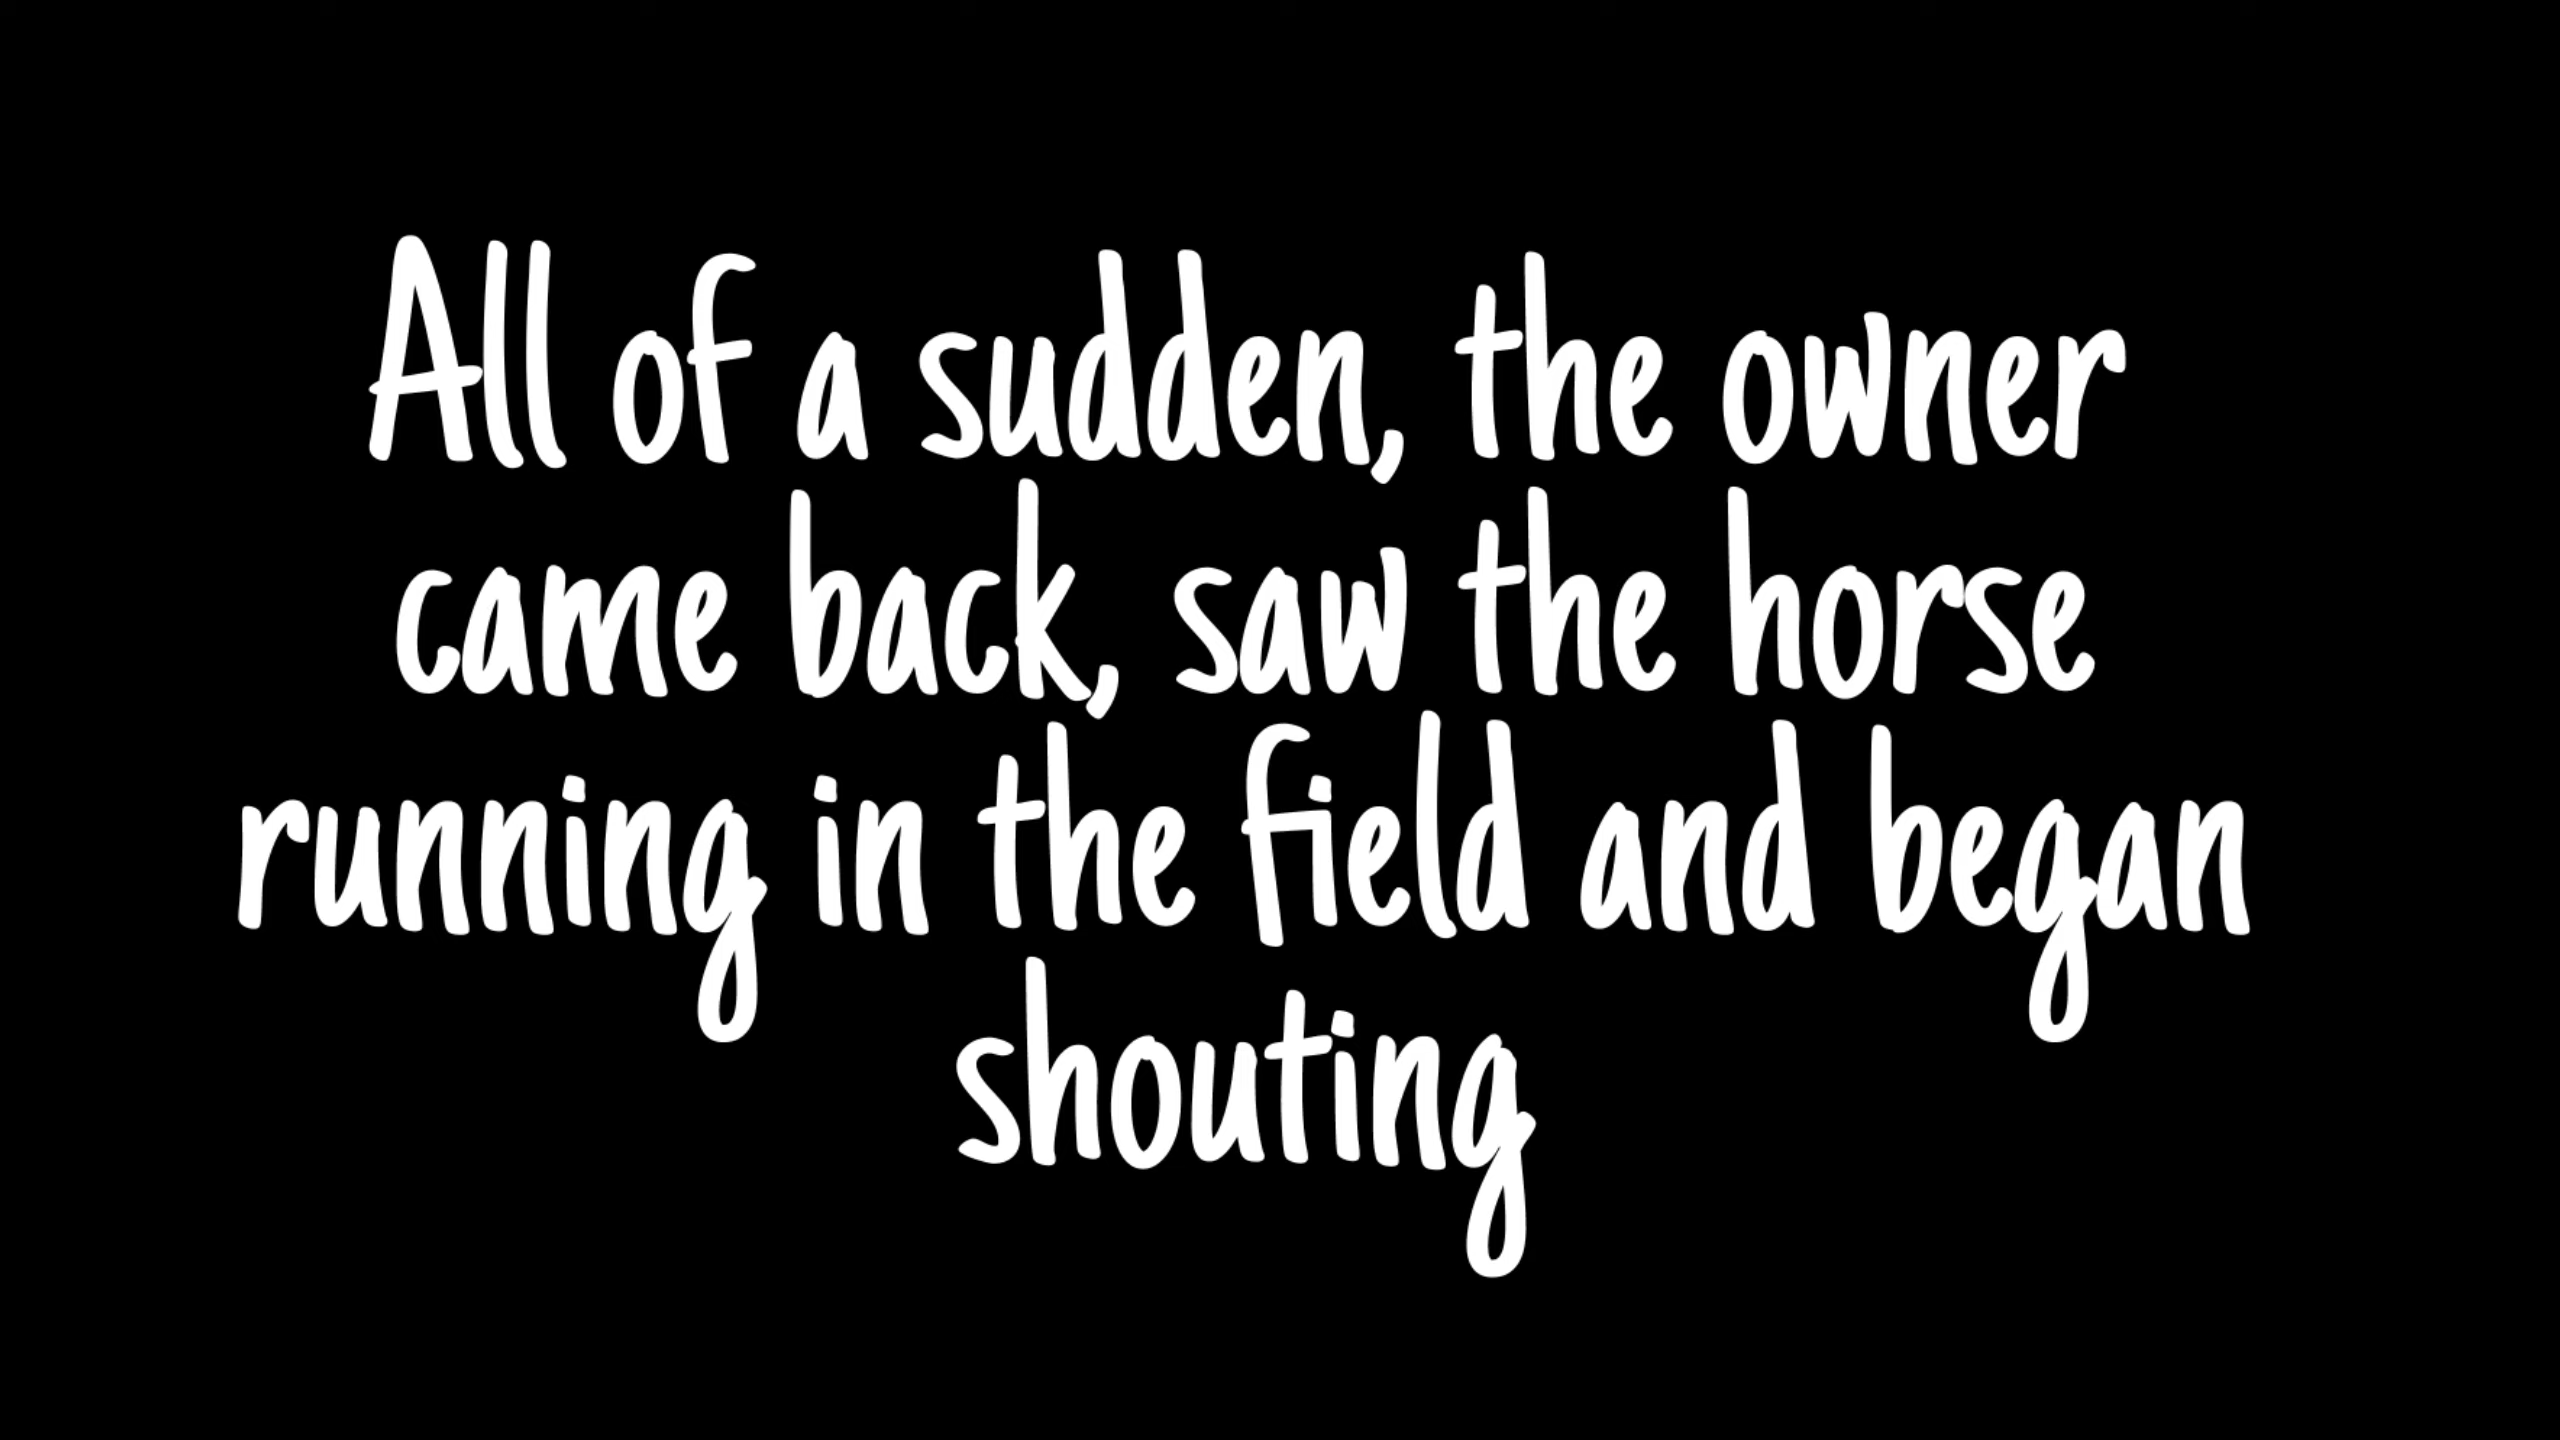 All of a sudden, the owner
came back, saw the horse
running in the field and began
shouting